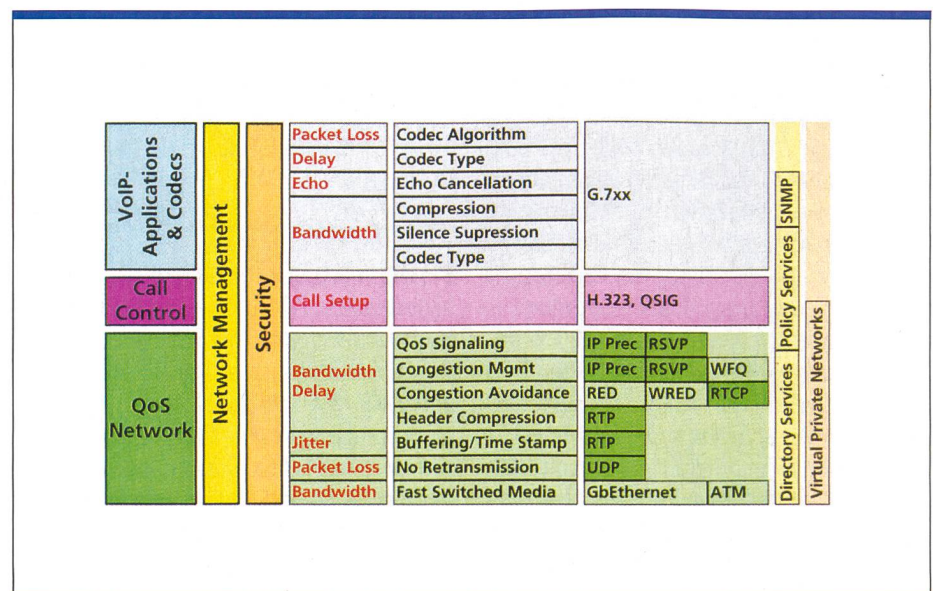 VoIP-
Applications
& Codecs
Call
Control
QoS
Network
Network Management
Security
Packet Loss
Codec Algorithm
Delay
Codec Type
Echo
Echo Cancellation
Bandwidth
Compression
Silence Supression
Codec Type
G.7xx
Call Setup
H.323, QSIG
Bandwidth
Delay
QoS Signaling
IP Prec
RSVP
Congestion Mgmt
IP Prec
RSVP
WFQ
Congestion Avoidance
RED
WRED
RTCP
Header Compression
RTP
Jitter
Buffering/Time Stamp
RTP
Packet Loss
No Retransmission
UDP
Bandwidth
Fast Switched Media
GbEthernet
ATM
SNMP
Policy Services
Directory Services
Virtual Private Networks